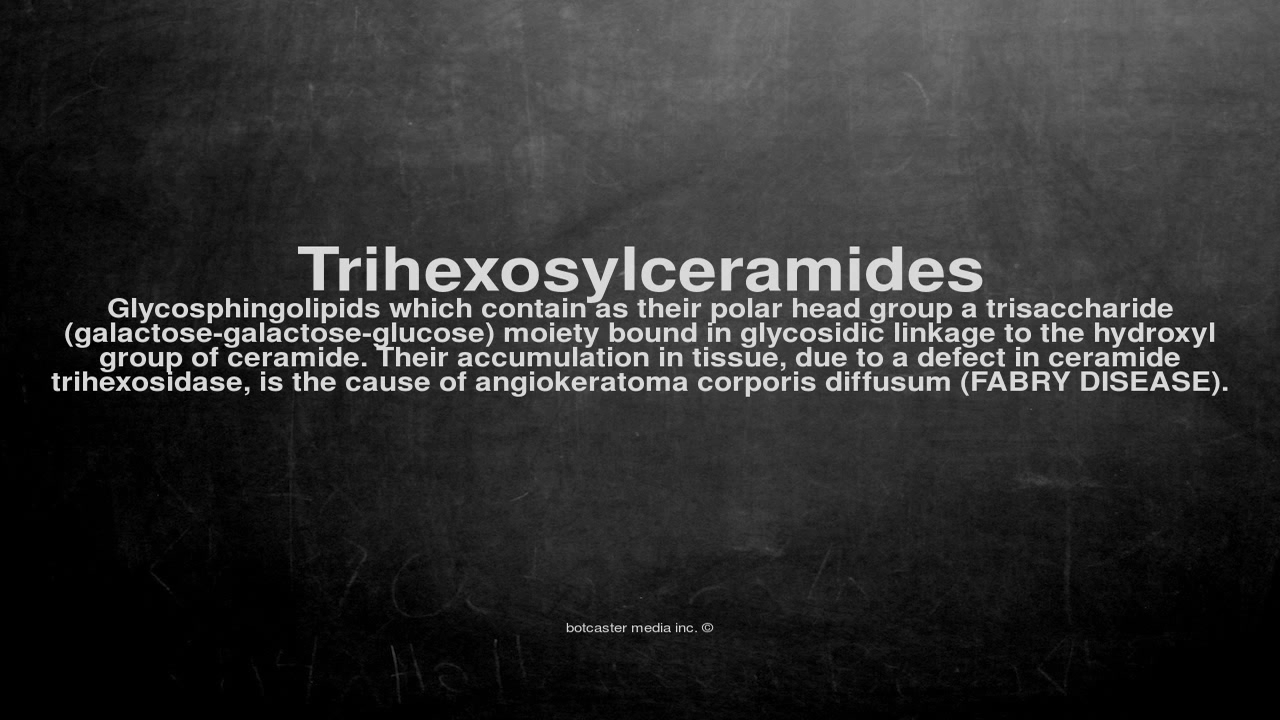 Trihexosylceramides
Glycosphingolipids which contain as their polar head group a trisaccharide
(galactose-galactose-glucose) moiety bound in glycosidic linkage to the hydroxyl
group of ceramide. Their accumulation in tissue, due to a defect in ceramide
trihexosidase, is the cause of angiokeratoma corporis diffusum (FABRY DISEASE).
botcaster media inc. ©